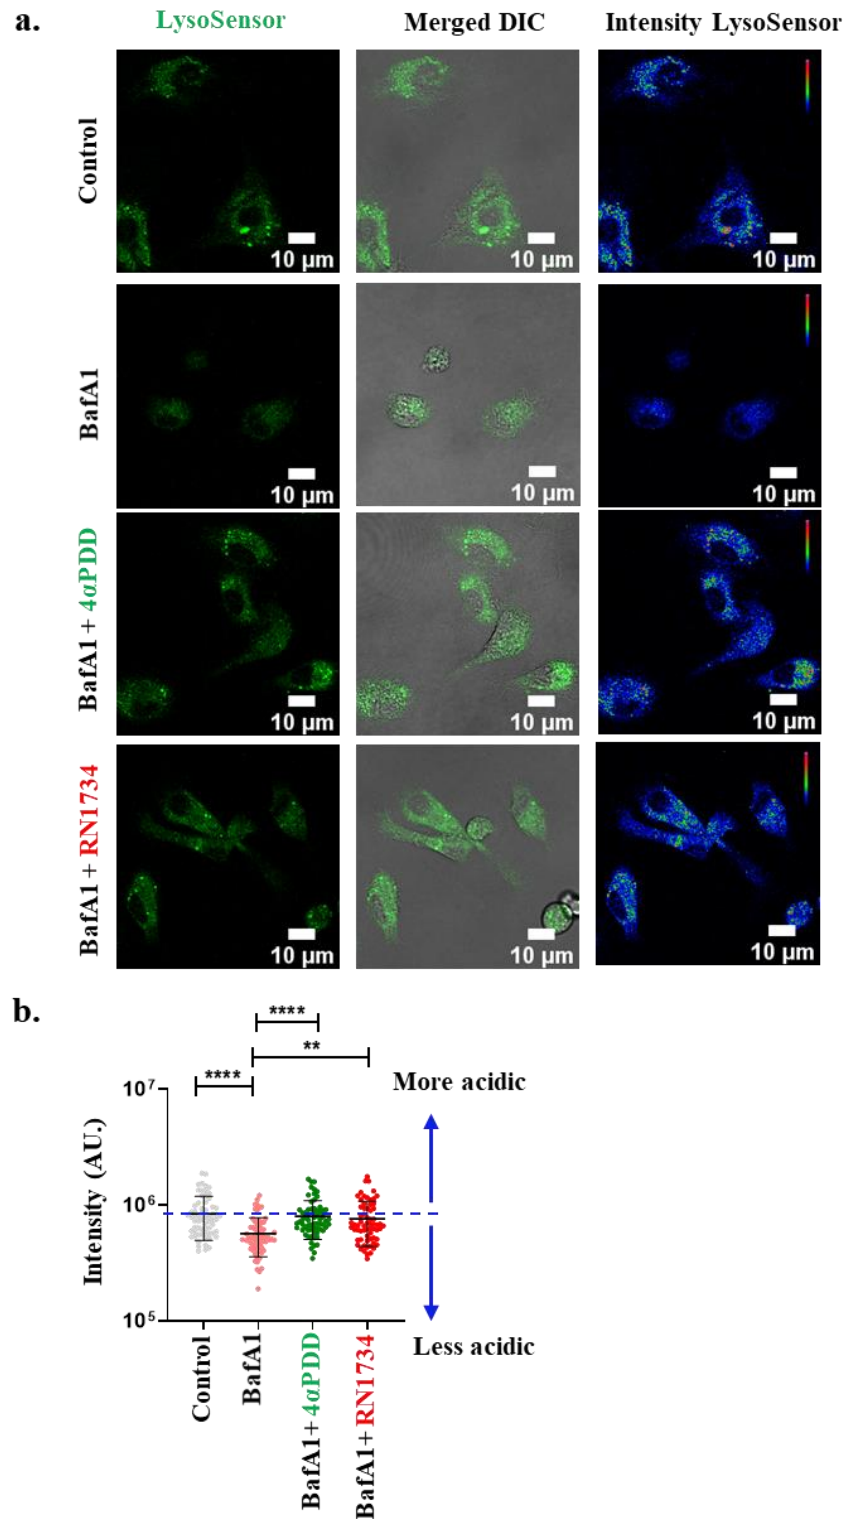 a.
LysoSensor Merged DIC Intensity LysoSensor
Control
10 µm 10 µm 10 µm
BafA1
10 µm 10 µm 10 µm
BafA1 + 4αPDD
10 µm 10 µm 10 µm
BafA1 + RN1734
10 µm 10 µm 10 µm
b.
****
**
****
More acidic
Intensity (AU.)
10⁷
10⁶
10⁵
Less acidic
Control
BafA1
BafA1+ 4αPDD
BafA1+ RN1734